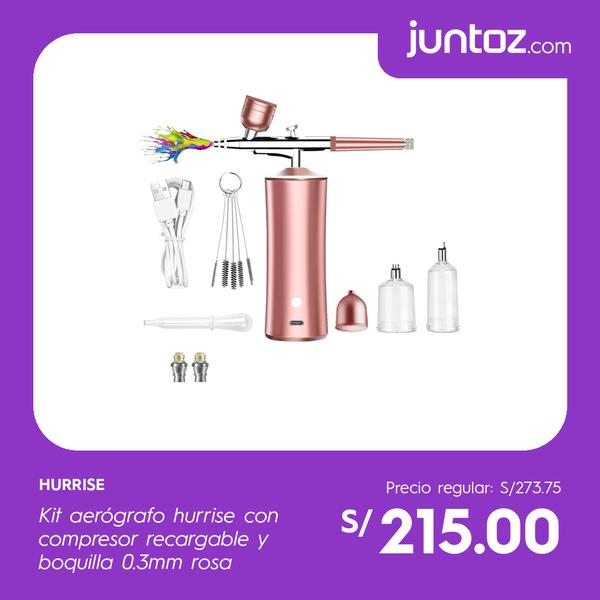 juntoz.com
HURRISE
Kit aerógrafo hurrise con
compresor recargable y
boquilla 0.3mm rosa
Precio regular: S/273.75
S/215.00